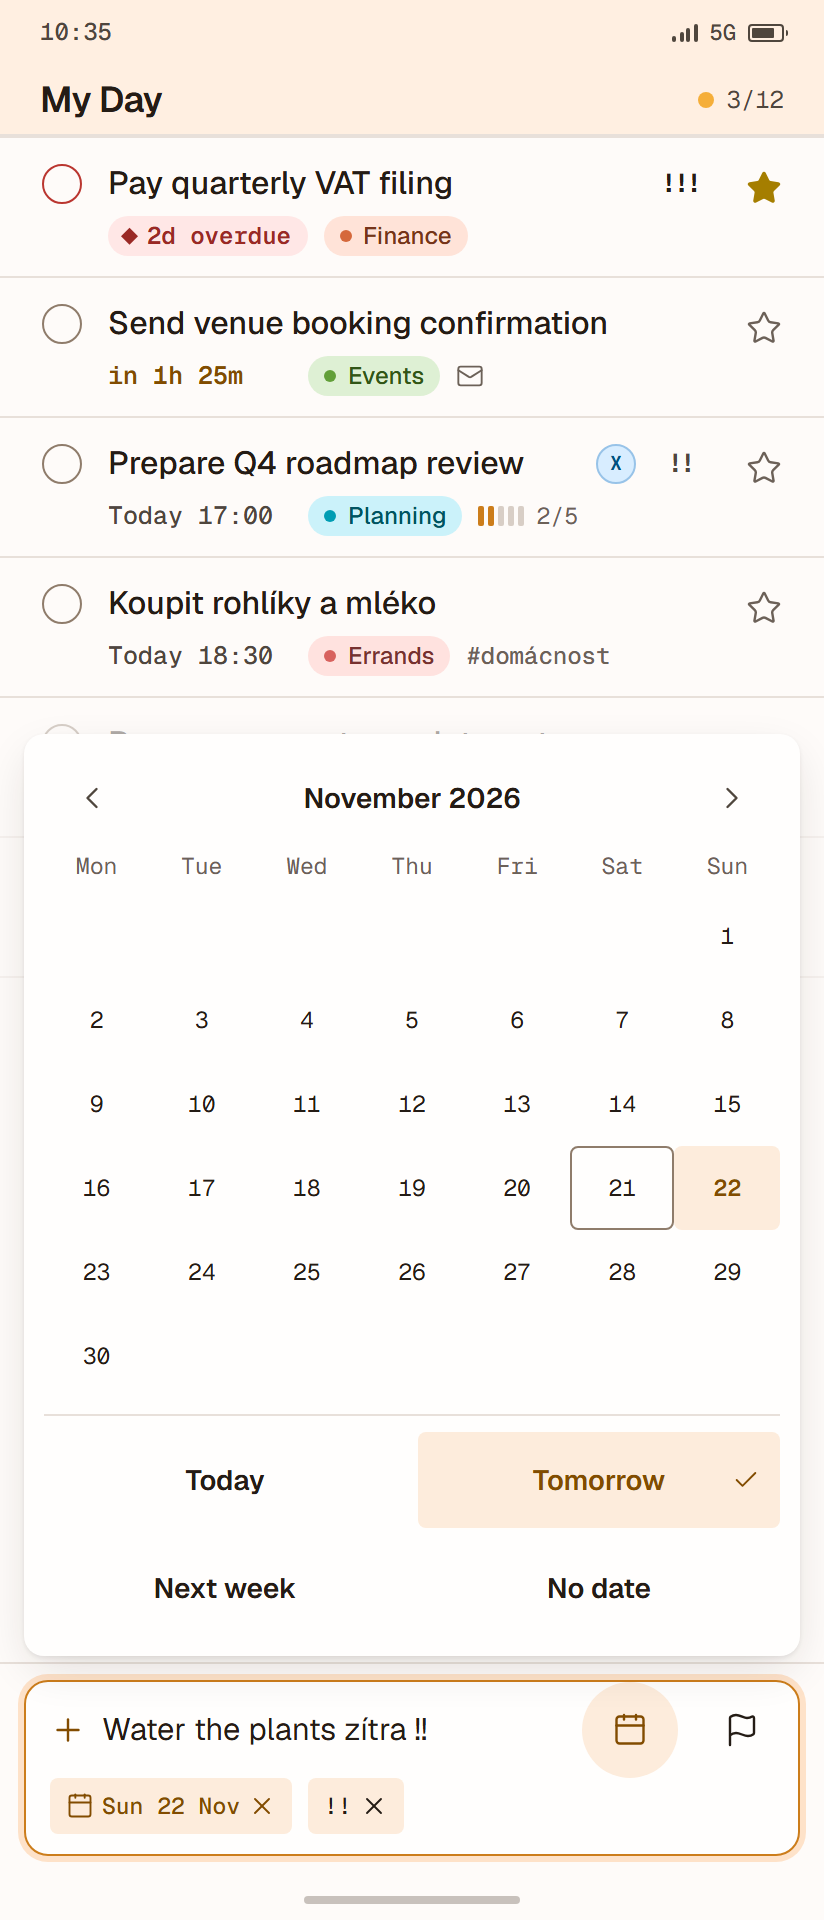 10:35
5G
My Day
3/12
Pay quarterly VAT filing !!!
2d overdue Finance
Send venue booking confirmation
in 1h 25m Events
Prepare Q4 roadmap review X !!
Today 17:00 Planning 2/5
Koupit rohlíky a mléko
Today 18:30 Errands #domácnost
November 2026
Mon Tue Wed Thu Fri Sat Sun
1
2 3 4 5 6 7 8
9 10 11 12 13 14 15
16 17 18 19 20 21 22
23 24 25 26 27 28 29
30
Today Tomorrow
Next week No date
Water the plants zítra !!
Sun 22 Nov !!